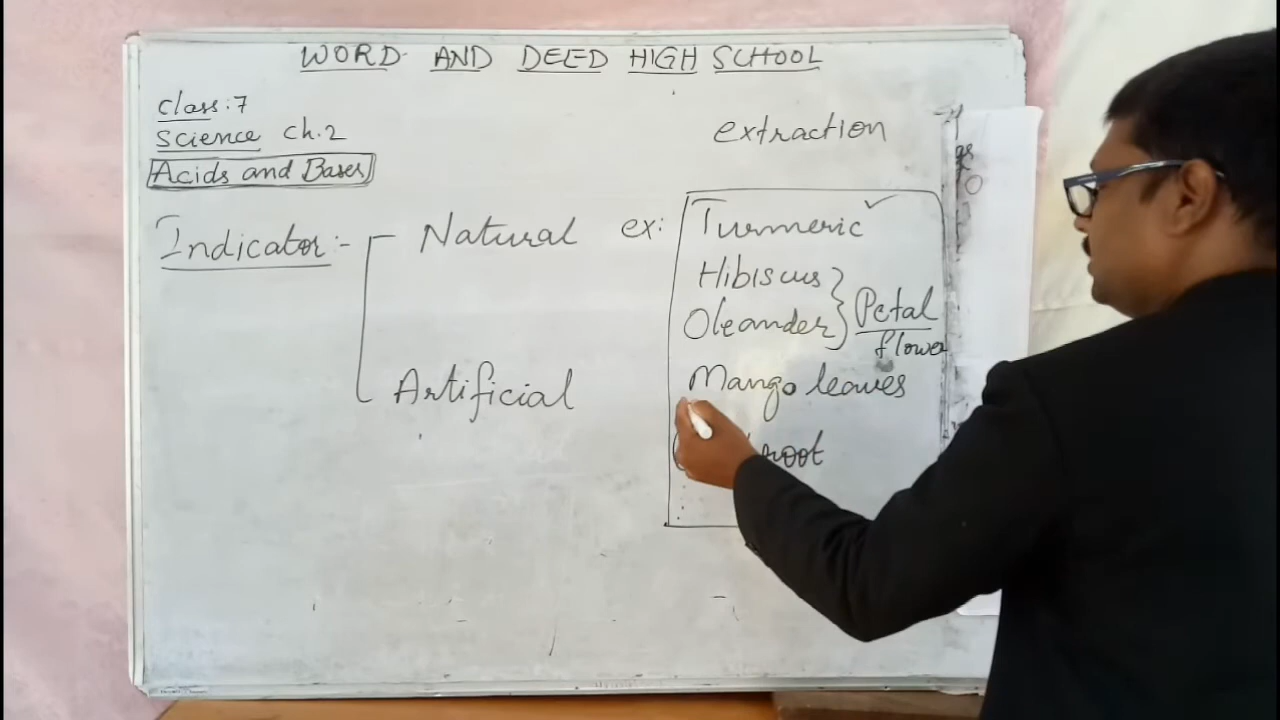 WORD AND DEED HIGH SCHOOL
Class:7
Science Ch.2
Acids and Bases
extraction
Indicator:-
Natural ex: Turmeric ✓
Hibiscus
Oleander } Petal
flower
Artificial
Mango leaves
root